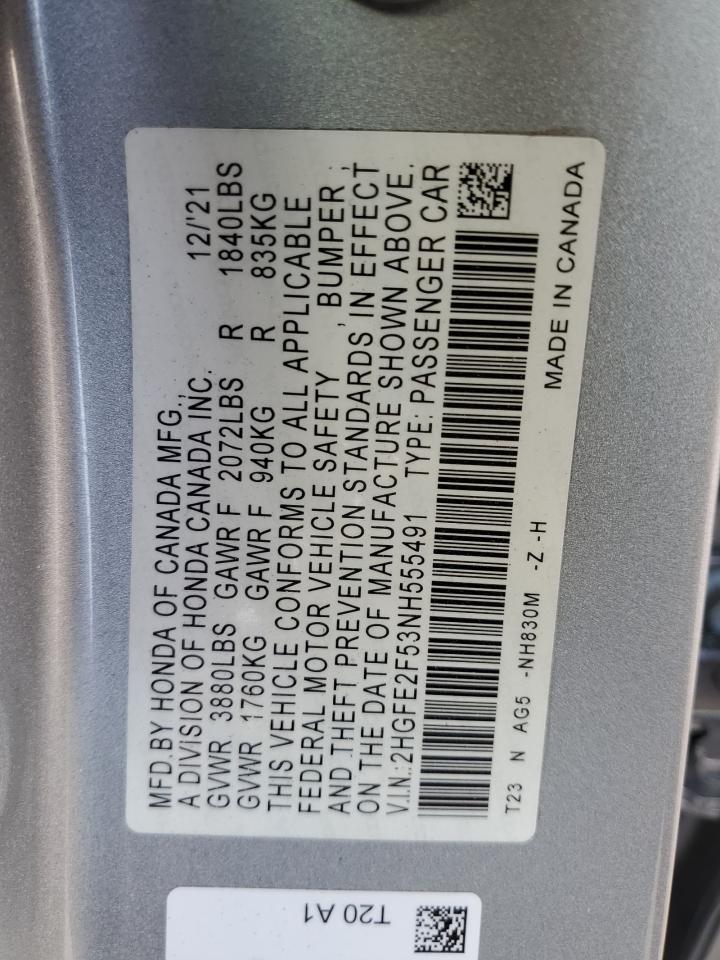 MFD.BY HONDA OF CANADA MFG.,
A DIVISION OF HONDA CANADA INC. 12/'21
GVWR 3880LBS GAWR F 2072LBS R 1840LBS
GVWR 1760KG GAWR F 940KG R 835KG
THIS VEHICLE CONFORMS TO ALL APPLICABLE
FEDERAL MOTOR VEHICLE SAFETY, BUMPER,
AND THEFT PREVENTION STANDARDS IN EFFECT
ON THE DATE OF MANUFACTURE SHOWN ABOVE.
V.I.N.:2HGFE2F53NH555491 TYPE: PASSENGER CAR
MADE IN CANADA
T23 N AG5 -NH830M -Z -H
T20 A1